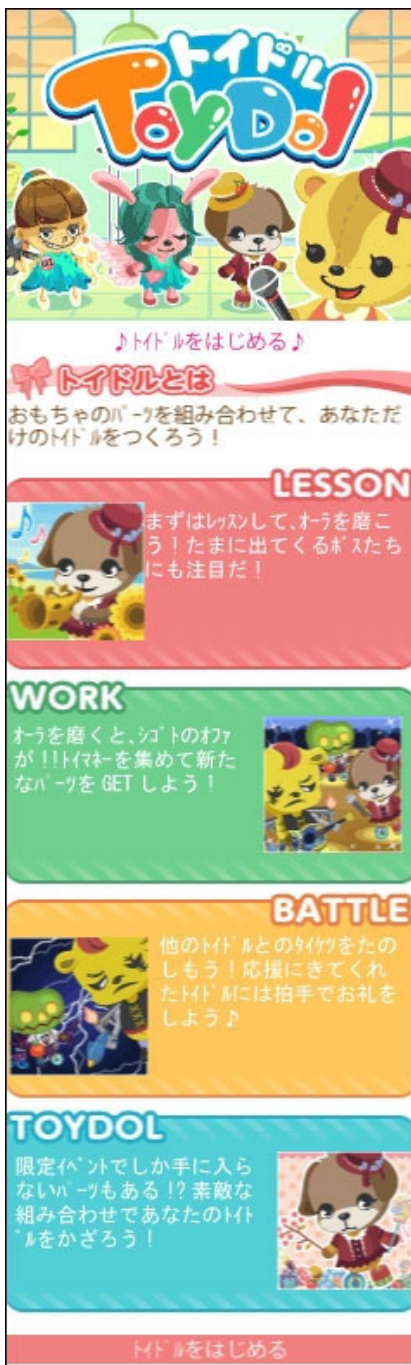 トイドル
ToyDol
♪ﾄｲﾄﾞﾙをはじめる♪
トイドルとは
おもちゃのﾊﾟｰﾂを組み合わせて、あなただ
けのﾄｲﾄﾞﾙをつくろう！
LESSON
まずはﾚｯｽﾝして､ｵｰﾗを磨こ
う！たまに出てくるﾎﾞｽたち
にも注目だ！
WORK
ｵｰﾗを磨くと､ｼｺﾞﾄのｵﾌｧ
が!!ﾄｲﾏﾈｰを集めて新た
なﾊﾟｰﾂを GET しよう！
BATTLE
他のﾄｲﾄﾞﾙとのﾀｲｹﾂをたの
しもう！応援にきてくれ
たﾄｲﾄﾞﾙには拍手でお礼を
しよう♪
TOYDOL
限定ｲﾍﾞﾝﾄでしか手に入ら
ないﾊﾟｰﾂもある!?素敵な
組み合わせであなたのﾄｲﾄ
ﾞﾙをかざろう！
ﾄｲﾄﾞﾙをはじめる